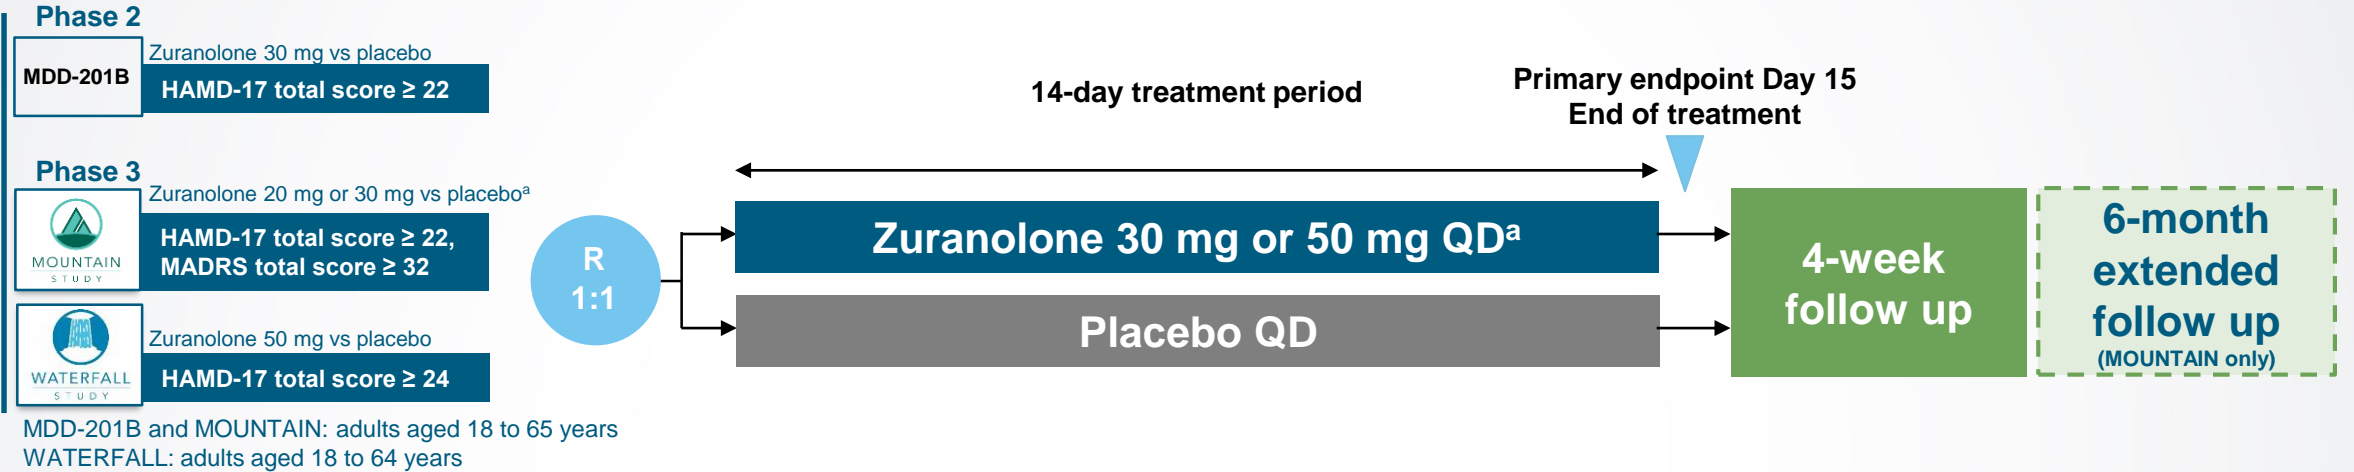 Phase 2
MDD-201B
Zuranolone 30 mg vs placebo
HAMD-17 total score ≥ 22
Phase 3
MOUNTAIN
STUDY
Zuranolone 20 mg or 30 mg vs placeboᵃ
HAMD-17 total score ≥ 22,
MADRS total score ≥ 32
WATERFALL
STUDY
Zuranolone 50 mg vs placebo
HAMD-17 total score ≥ 24
MDD-201B and MOUNTAIN: adults aged 18 to 65 years
WATERFALL: adults aged 18 to 64 years
R
1:1
14-day treatment period
Primary endpoint Day 15
End of treatment
Zuranolone 30 mg or 50 mg QDᵃ
Placebo QD
4-week
follow up
6-month
extended
follow up
(MOUNTAIN only)